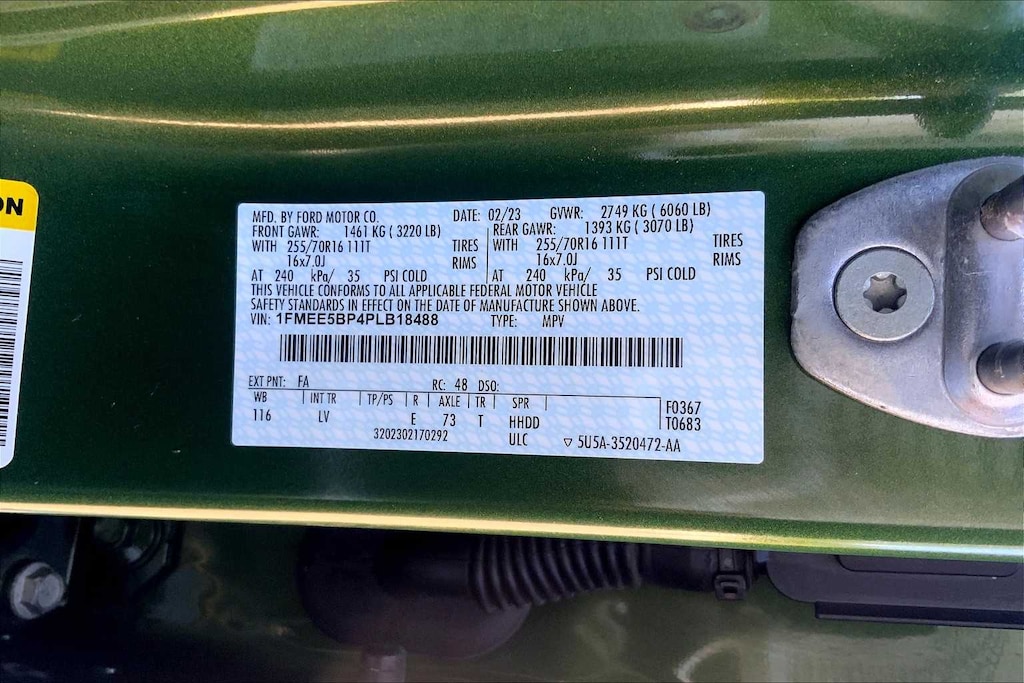 ON
MFD. BY FORD MOTOR CO. DATE: 02/23 GVWR: 2749 KG ( 6060 LB)
FRONT GAWR: 1461 KG ( 3220 LB) REAR GAWR: 1393 KG ( 3070 LB)
WITH 255/70R16 111T TIRES WITH 255/70R16 111T TIRES
16x7.0J RIMS 16x7.0J RIMS
AT 240 kPa/ 35 PSI COLD AT 240 kPa/ 35 PSI COLD
THIS VEHICLE CONFORMS TO ALL APPLICABLE FEDERAL MOTOR VEHICLE
SAFETY STANDARDS IN EFFECT ON THE DATE OF MANUFACTURE SHOWN ABOVE.
VIN: 1FMEE5BP4PLB18488 TYPE: MPV
EXT PNT: FA RC: 48 DSO:
WB INT TR TP/PS R AXLE TR SPR F0367
116 LV E 73 T HHDD T0683
3202302170292 ULC ▽ 5U5A-3520472-AA